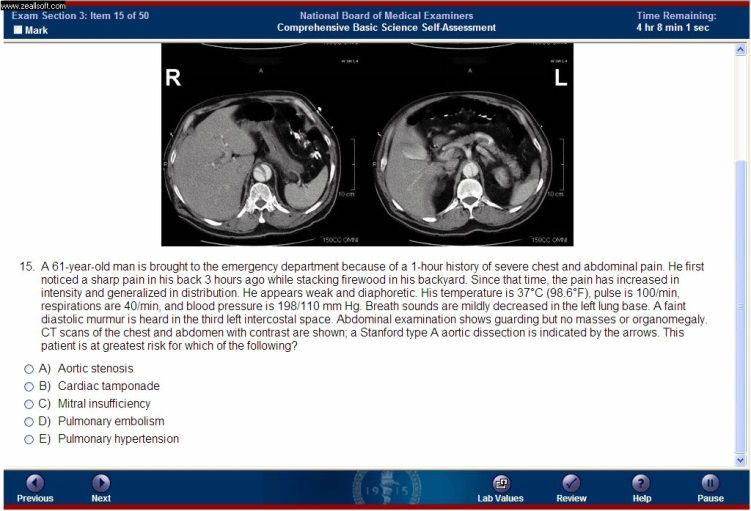 www.zeallsoft.com
Exam Section 3: Item 15 of 50
National Board of Medical Examiners
Time Remaining:
Mark
Comprehensive Basic Science Self-Assessment
4 hr 8 min 1 sec
R
A
A
L
10 cm
10 cm
150CC OMNI
150CC OMNI
15. A 61-year-old man is brought to the emergency department because of a 1-hour history of severe chest and abdominal pain. He first
noticed a sharp pain in his back 3 hours ago while stacking firewood in his backyard. Since that time, the pain has increased in
intensity and generalized in distribution. He appears weak and diaphoretic. His temperature is 37°C (98.6°F), pulse is 100/min,
respirations are 40/min, and blood pressure is 198/110 mm Hg. Breath sounds are mildly decreased in the left lung base. A faint
diastolic murmur is heard in the third left intercostal space. Abdominal examination shows guarding but no masses or organomegaly.
CT scans of the chest and abdomen with contrast are shown; a Stanford type A aortic dissection is indicated by the arrows. This
patient is at greatest risk for which of the following?
A) Aortic stenosis
B) Cardiac tamponade
C) Mitral insufficiency
D) Pulmonary embolism
E) Pulmonary hypertension
1915
Previous
Next
Lab Values
Review
Help
Pause